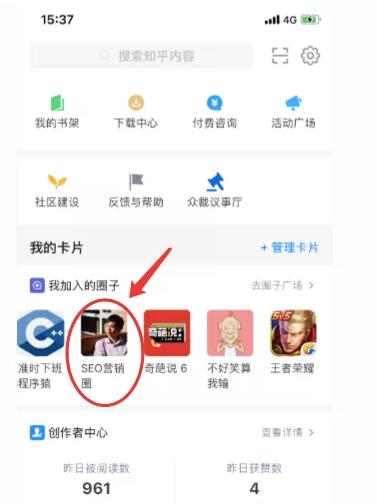 15:37
4G
搜索知乎内容
我的书架 下载中心 付费咨询 活动广场
社区建设 反馈与帮助 众裁议事厅
我的卡片 + 管理卡片
我加入的圈子 去圈子广场 >
C++
奇葩说
5V5
准时下班 SEO营销 奇葩说 6 不好笑算 王者荣耀
程序猿 圈 我输
创作者中心 查看详情 >
昨日被阅读数 昨日获赞数
961 4